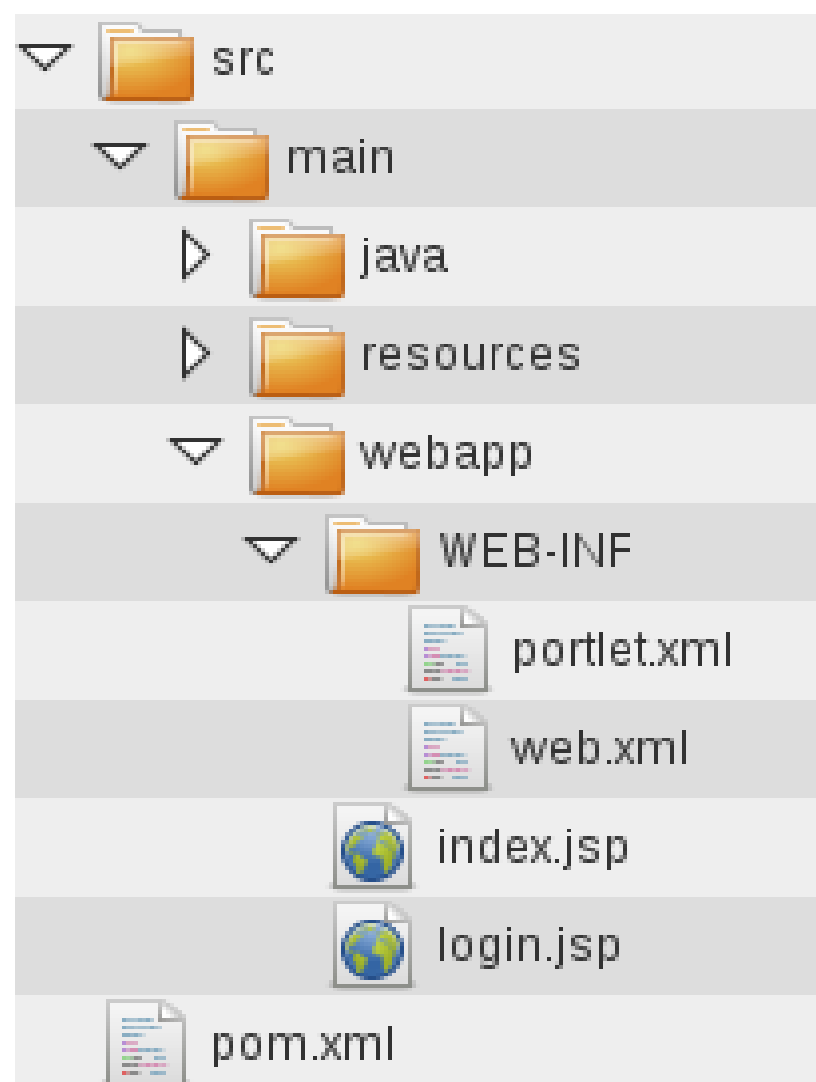 src
main
java
resources
webapp
WEB-INF
portlet.xml
web.xml
index.jsp
login.jsp
pom.xml